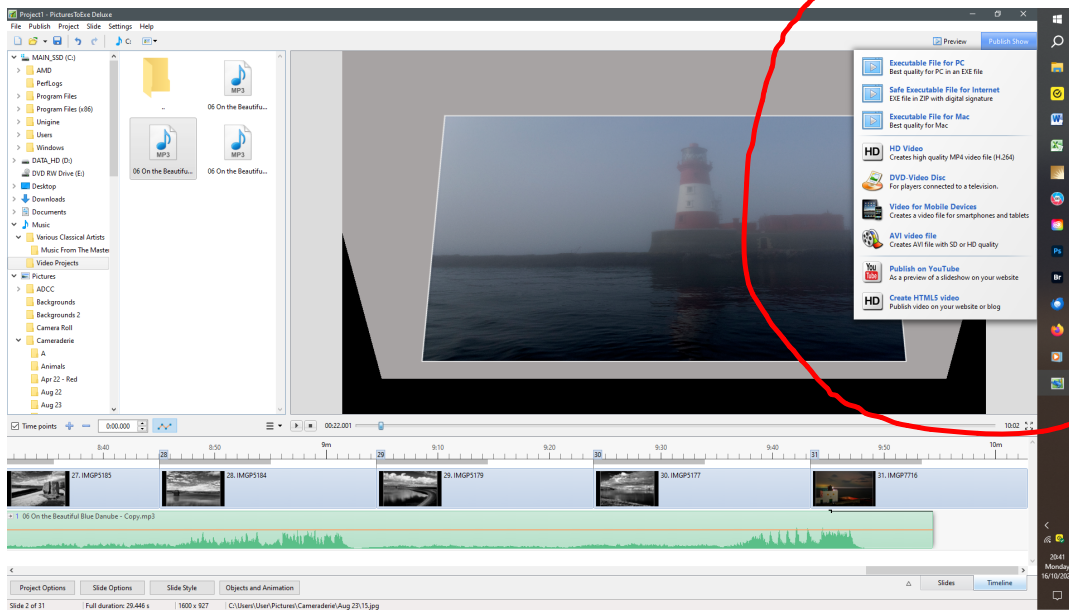 Project1 - PicturesToExe Deluxe
File Publish Project Slide Settings Help
Preview
Publish Show
MAIN_SSD (C:)
AMD
PerfLogs
Program Files
Program Files (x86)
Unigine
Users
Windows
DATA_HD (D:)
DVD RW Drive (E:)
Desktop
Downloads
Documents
Music
Various Classical Artists
Music From The Master
Video Projects
Pictures
ADCC
Backgrounds
Backgrounds 2
Camera Roll
Cameraderie
A
Animals
Apr 22 - Red
Aug 22
Aug 23
..
MP3
06 On the Beautifu...
MP3
06 On the Beautifu...
MP3
06 On the Beautifu...
Executable File for PC
Best quality for PC in an EXE file
Safe Executable File for Internet
EXE file in ZIP with digital signature
Executable File for Mac
Best quality for Mac
HD
HD Video
Creates high quality MP4 video file (H.264)
DVD-Video Disc
For players connected to a television.
Video for Mobile Devices
Creates a video file for smartphones and tablets
AVI video file
Creates AVI file with SD or HD quality
You Tube
Publish on YouTube
As a preview of a slideshow on your website
HD
Create HTML5 video
Publish video on your website or blog
Ps
Br
Time points
0:00.000
00:22.001
10:02
8:40 8:50 9m 9:10 9:20 9:30 9:40 9:50 10m
28 29 30 31
27. IMGP5185
28. IMGP5184
29. IMGP5179
30. IMGP5177
31. IMGP7716
1 06 On the Beautiful Blue Danube - Copy.mp3
Project Options
Slide Options
Slide Style
Objects and Animation
Slides
Timeline
Slide 2 of 31
Full duration: 29.446 s
1600 x 927
C:\Users\User\Pictures\Cameraderie\Aug 23\15.jpg
20:41
Monday
16/10/202